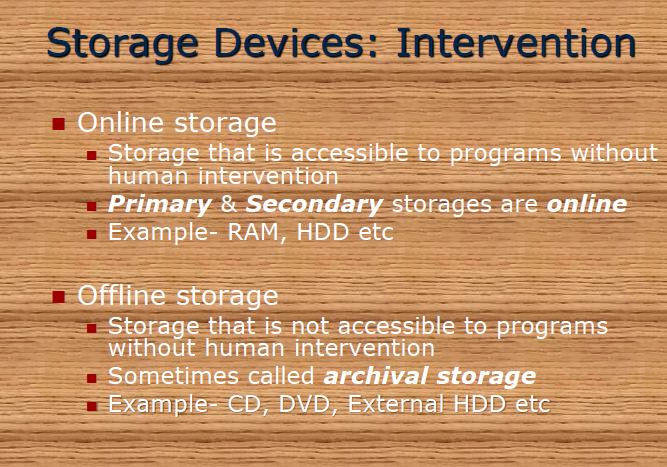 Storage Devices: Intervention
Online storage
Storage that is accessible to programs without
human intervention
Primary & Secondary storages are online
Example- RAM, HDD etc
Offline storage
Storage that is not accessible to programs
without human intervention
Sometimes called archival storage
Example- CD, DVD, External HDD etc